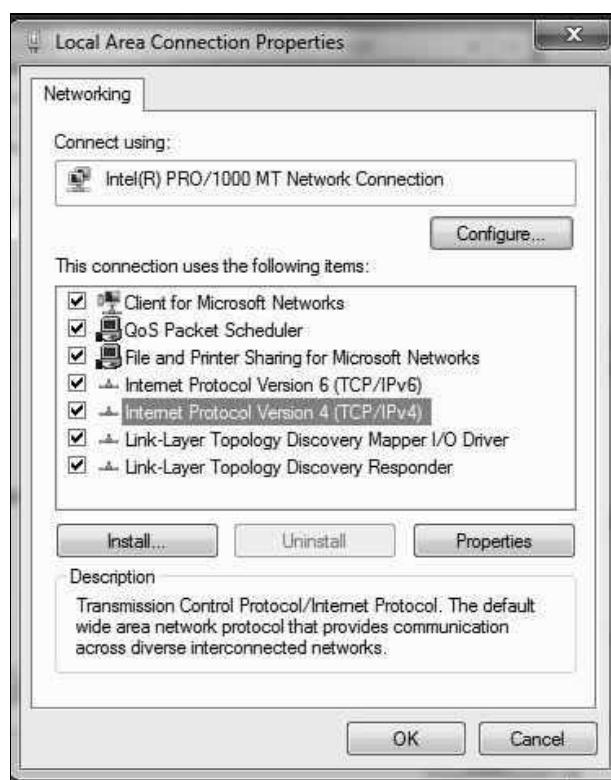 Local Area Connection Properties
Networking
Connect using:
Intel(R) PRO/1000 MT Network Connection
Configure...
This connection uses the following items:
Client for Microsoft Networks
QoS Packet Scheduler
File and Printer Sharing for Microsoft Networks
Internet Protocol Version 6 (TCP/IPv6)
Internet Protocol Version 4 (TCP/IPv4)
Link-Layer Topology Discovery Mapper I/O Driver
Link-Layer Topology Discovery Responder
Install... Uninstall Properties
Description
Transmission Control Protocol/Internet Protocol. The default
wide area network protocol that provides communication
across diverse interconnected networks.
OK Cancel